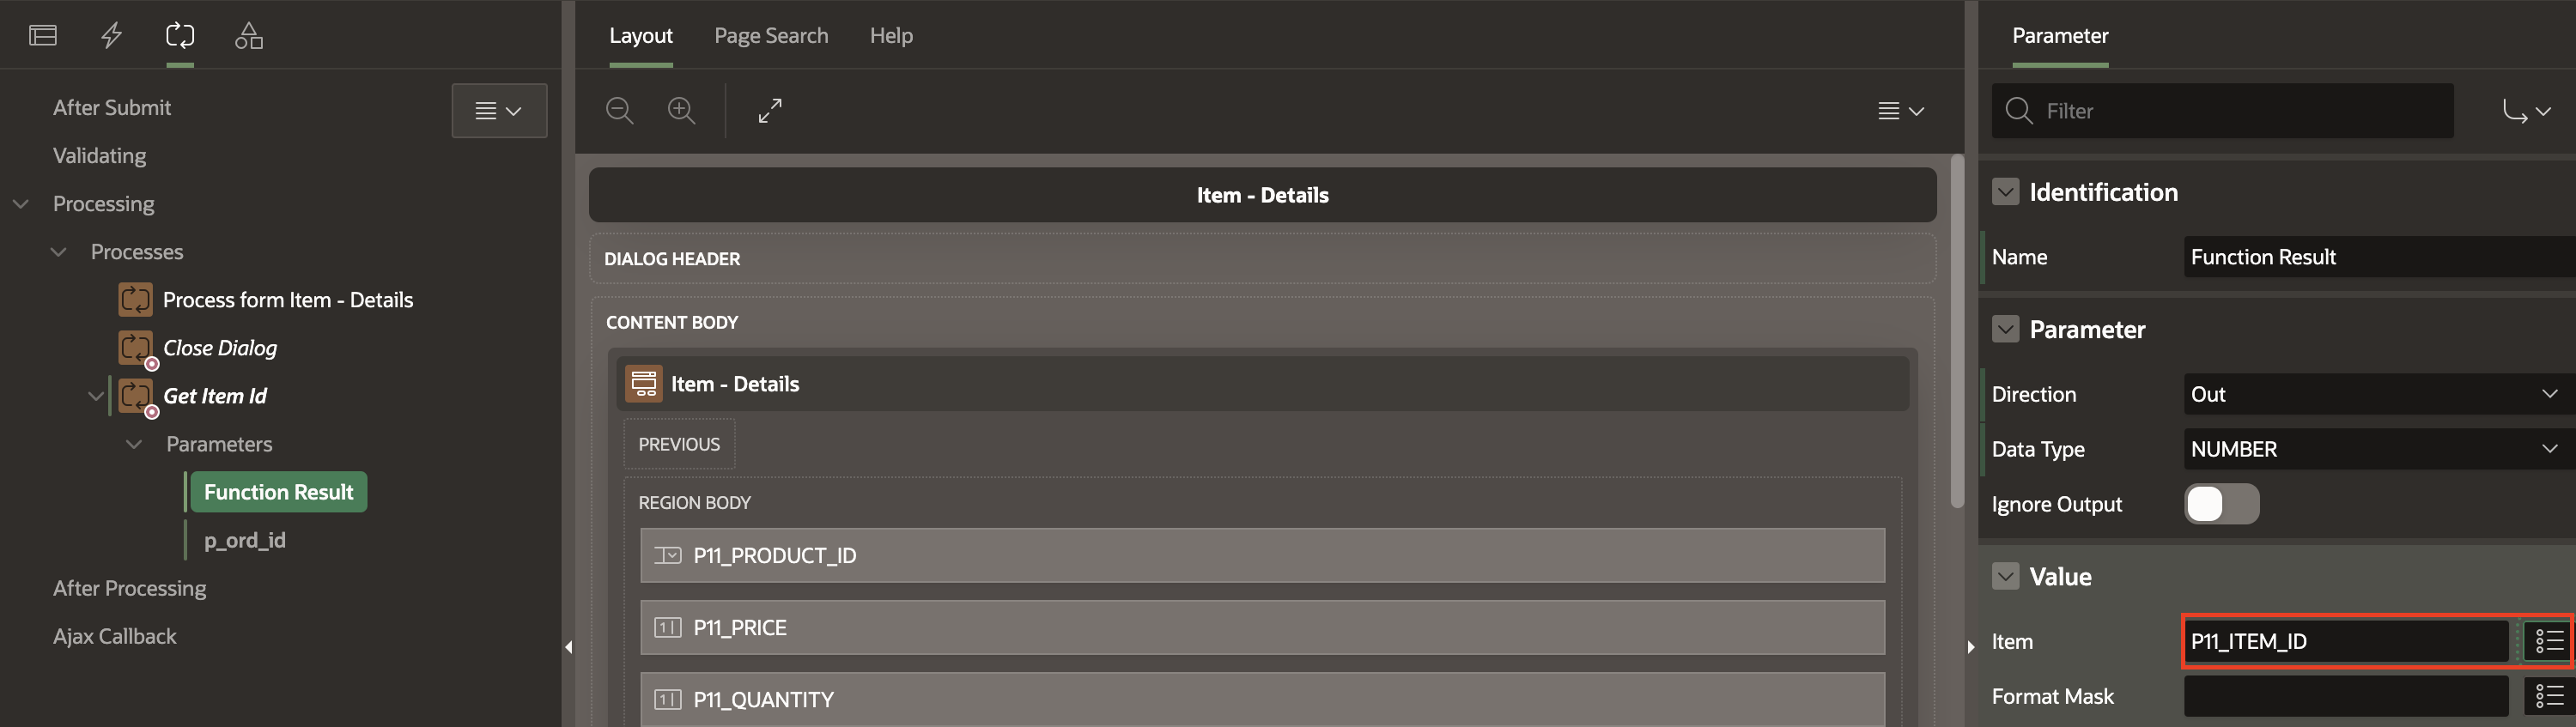 Layout
Page Search
Help
Parameter
After Submit
Validating
Processing
Processes
Process form Item - Details
Close Dialog
Get Item Id
Parameters
Function Result
p_ord_id
After Processing
Ajax Callback
Item - Details
DIALOG HEADER
CONTENT BODY
Item - Details
PREVIOUS
REGION BODY
P11_PRODUCT_ID
P11_PRICE
P11_QUANTITY
Filter
Identification
Name Function Result
Parameter
Direction Out
Data Type NUMBER
Ignore Output
Value
Item P11_ITEM_ID
Format Mask